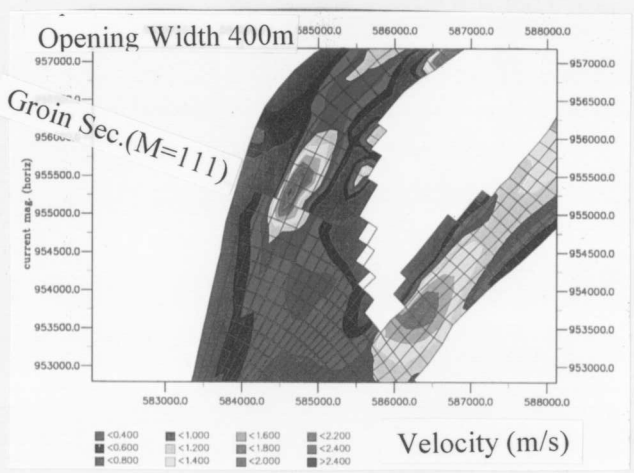 Opening Width 400m
585000.0 586000.0 587000.0 588000.0
Groin Sec.(M=111)
957000.0
956000.0
955500.0
955000.0
954500.0
954000.0
953500.0
953000.0
current mag. (horiz)
957000.0
956500.0
956000.0
955500.0
955000.0
954500.0
954000.0
953500.0
953000.0
583000.0 584000.0 585000.0 586000.0 587000.0 588000.0
<0.400 <1.000 <1.600 <2.200
<0.600 <1.200 <1.800 <2.400
<0.800 <1.400 <2.000 >2.400
Velocity (m/s)